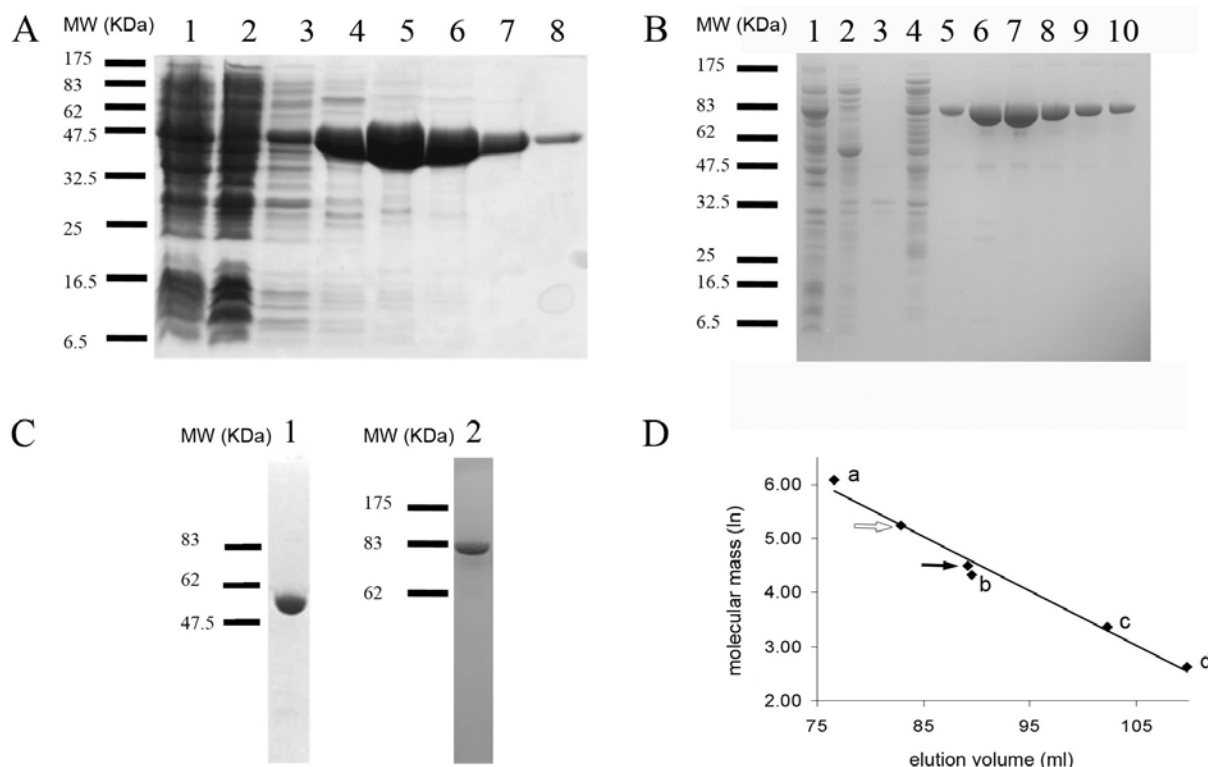 A
MW (KDa) 1 2 3 4 5 6 7 8
175
83
62
47.5
32.5
25
16.5
6.5
B
MW (KDa) 1 2 3 4 5 6 7 8 9 10
175
83
62
47.5
32.5
25
16.5
6.5
C
MW (KDa) 1
83
62
47.5
MW (KDa) 2
175
83
62
D
molecular mass (ln)
6.00
5.00
4.00
3.00
2.00
a
b
c
d
75 85 95 105
elution volume (ml)